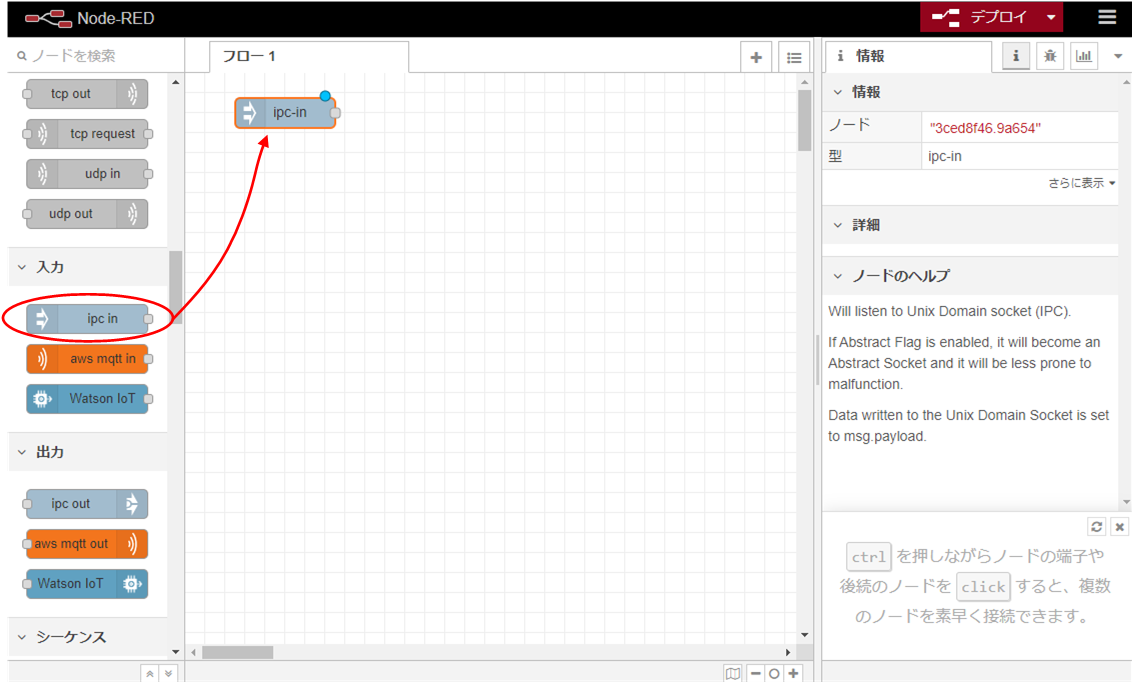 Node-RED
デプロイ
ノードを検索
フロー 1
情報
tcp out
tcp request
udp in
udp out
入力
ipc in
aws mqtt in
Watson IoT
出力
ipc out
aws mqtt out
Watson IoT
シーケンス
ipc-in
情報
ノード "3ced8f46.9a654"
型 ipc-in
さらに表示
詳細
ノードのヘルプ
Will listen to Unix Domain socket (IPC).
If Abstract Flag is enabled, it will become an
Abstract Socket and it will be less prone to
malfunction.
Data written to the Unix Domain Socket is set
to msg.payload.
ctrl を押しながらノードの端子や
後続のノードを click すると、複数
のノードを素早く接続できます。